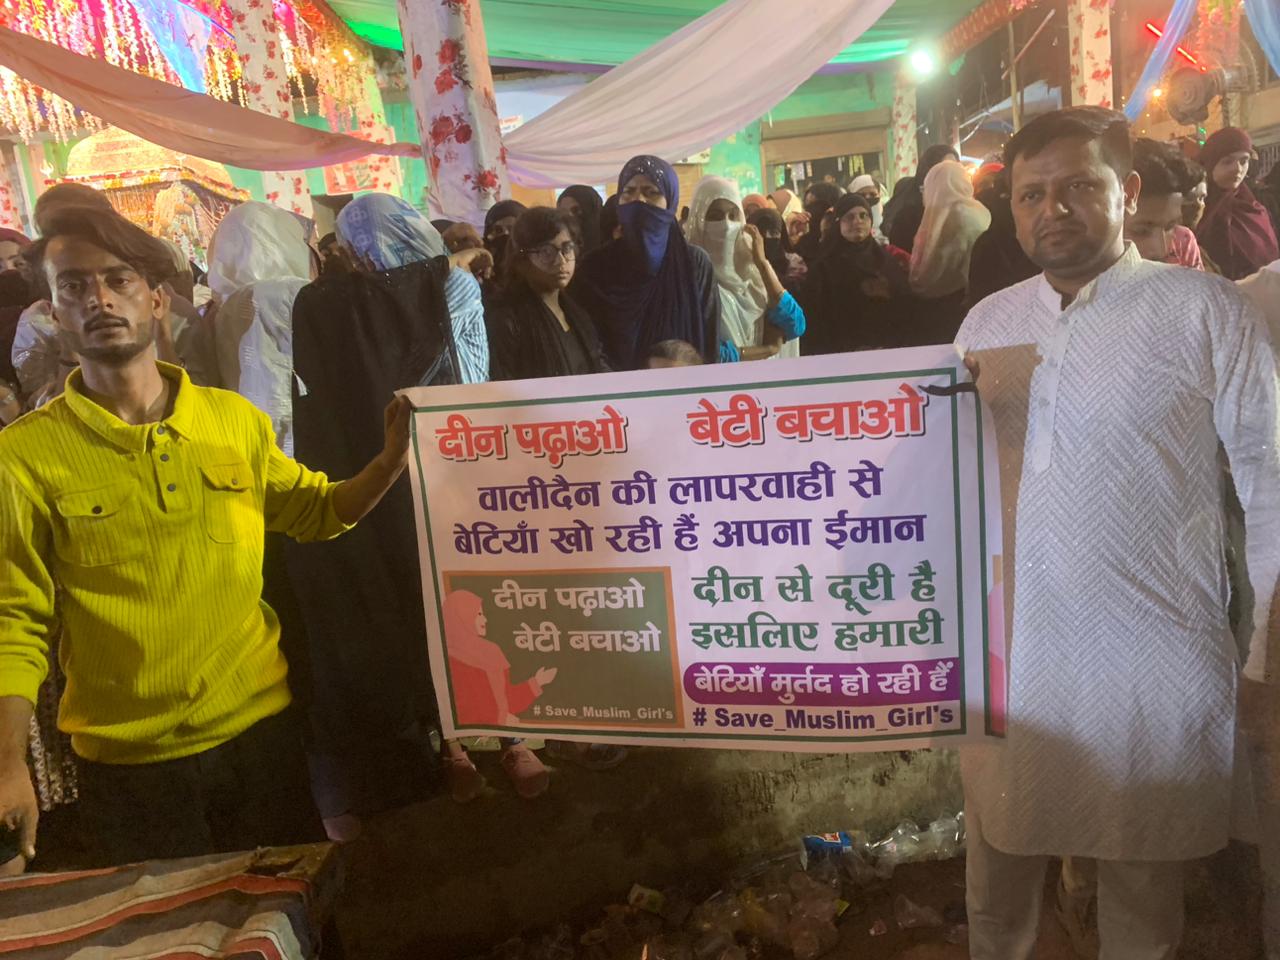 दीन पढ़ाओ बेटी बचाओ
वालीदैन की लापरवाही से
बेटियाँ खो रही हैं अपना ईमान
दीन पढ़ाओ
बेटी बचाओ
# Save_Muslim_Girl's
दीन से दूरी है
इसलिए हमारी
बेटियाँ मुर्तद हो रही हैं
# Save_Muslim_Girl's